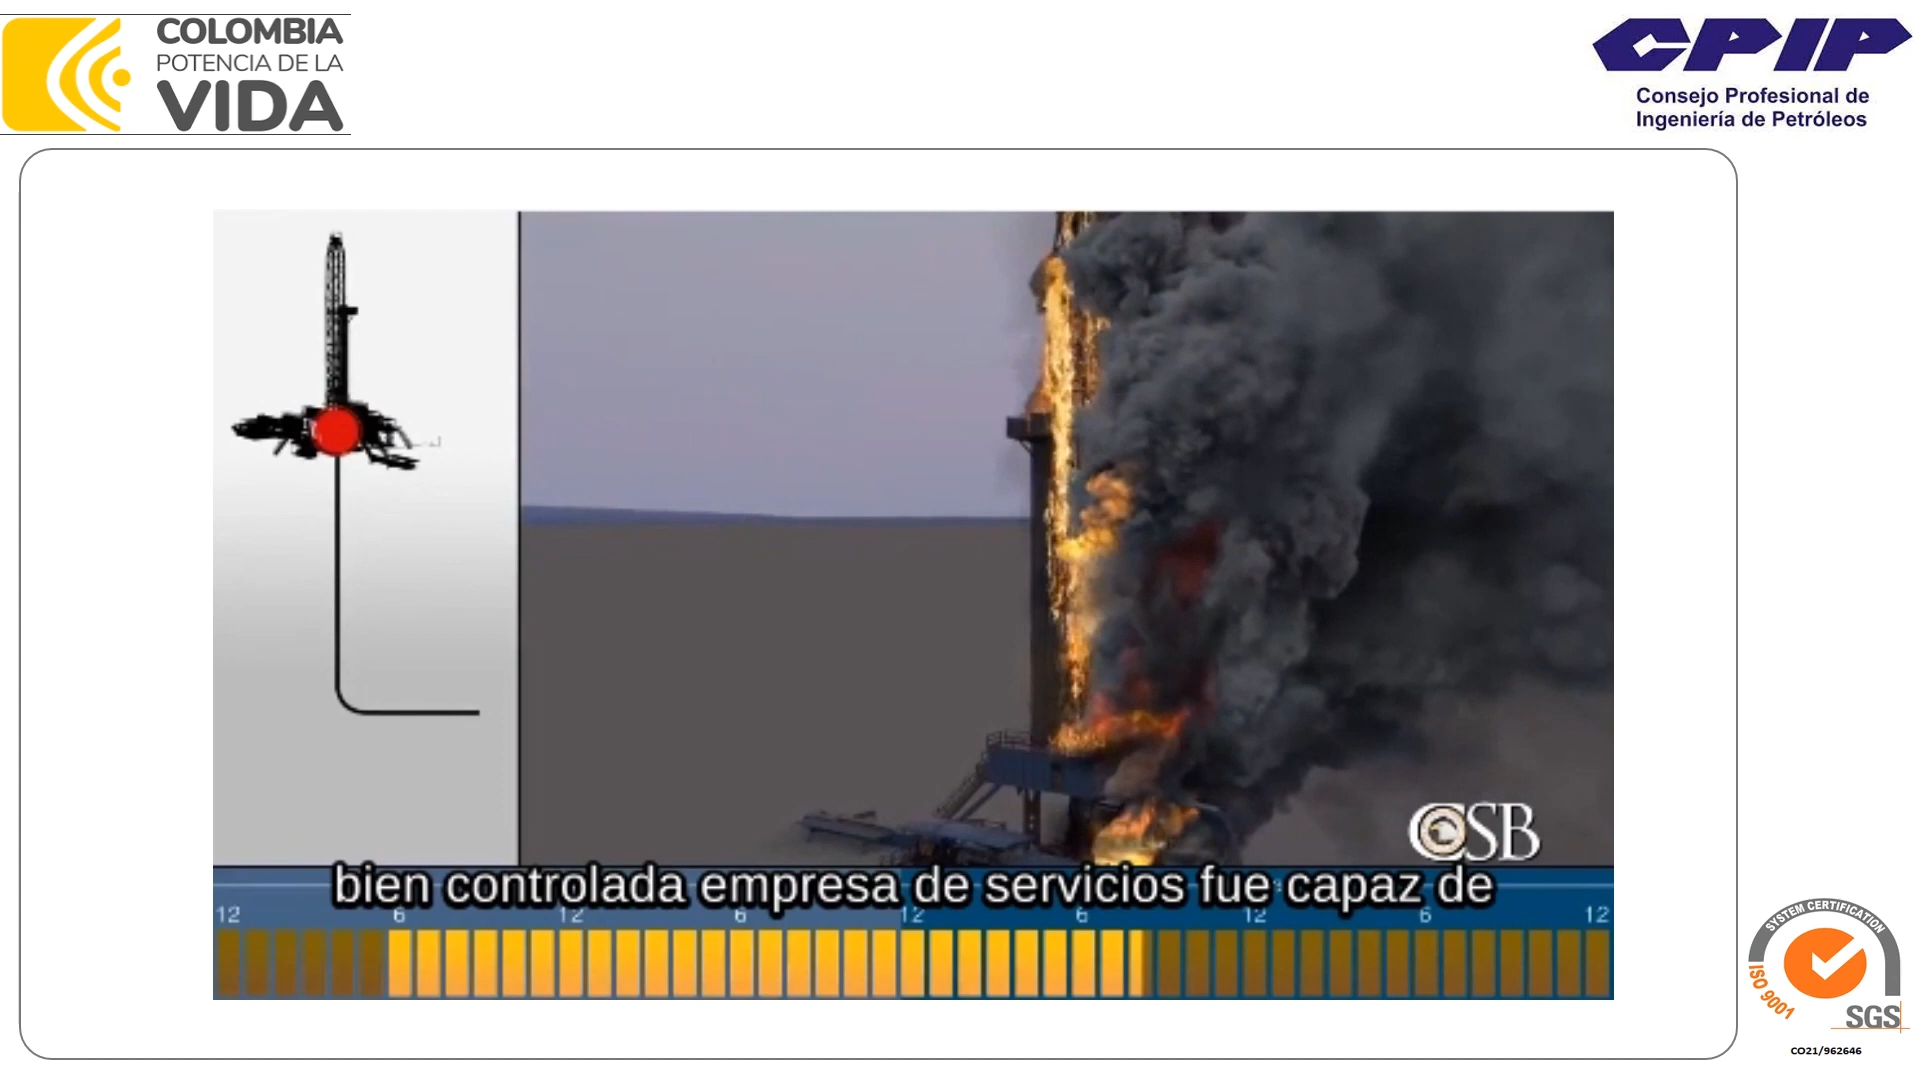 COLOMBIA
POTENCIA DE LA
VIDA
CPIP
Consejo Profesional de
Ingeniería de Petróleos
CSB
bien controlada empresa de servicios fue capaz de
12 6 12 6 12 6 12 6 12
SYSTEM CERTIFICATION
ISO 9001
SGS
CO21/962646